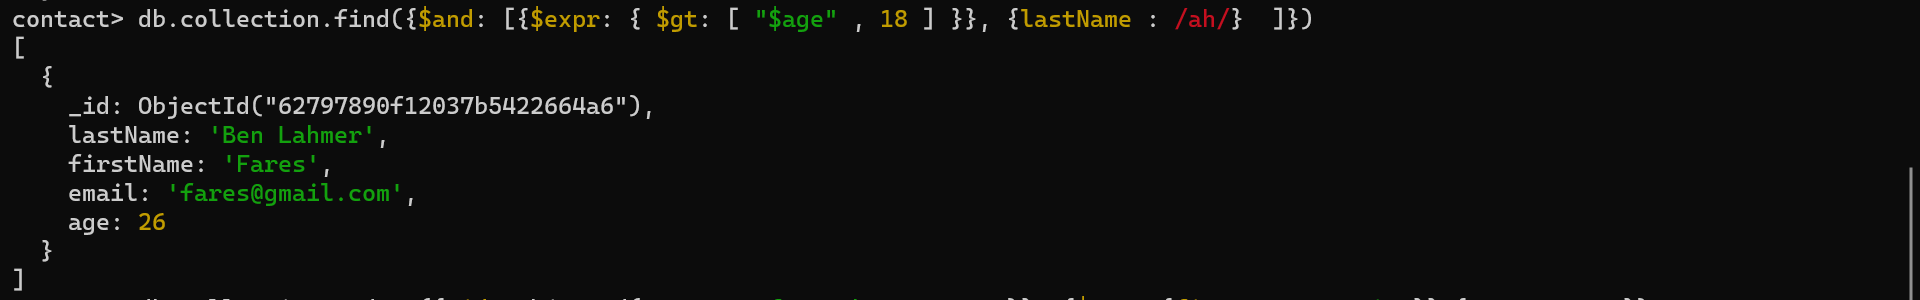 contact> db.collection.find({$and: [{$expr: { $gt: [ "$age" , 18 ] }}, {lastName : /ah/}  ]})
[
  {
    _id: ObjectId("62797890f12037b5422664a6"),
    lastName: 'Ben Lahmer',
    firstName: 'Fares',
    email: 'fares@gmail.com',
    age: 26
  }
]